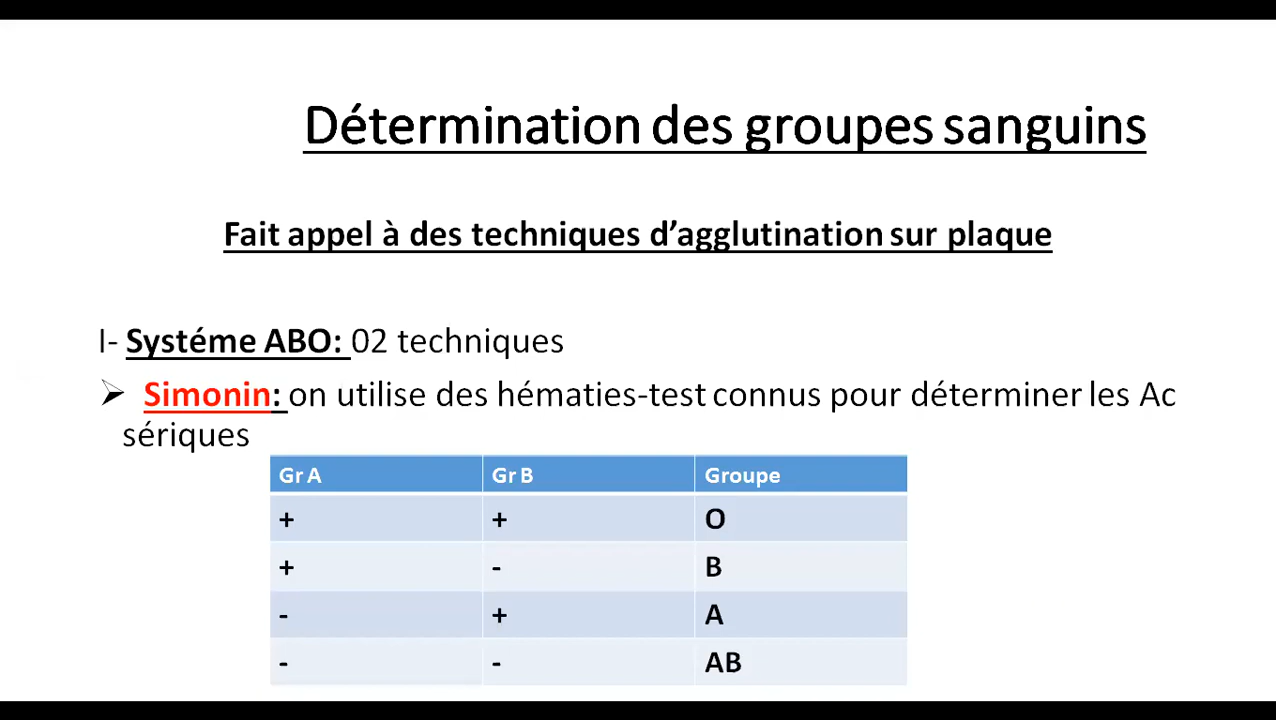 Détermination des groupes sanguins
Fait appel à des techniques d’agglutination sur plaque
I- Systéme ABO: 02 techniques
➢ Simonin: on utilise des hématies-test connus pour déterminer les Ac
sériques
Gr A Gr B Groupe
+ + O
+ - B
- + A
- - AB